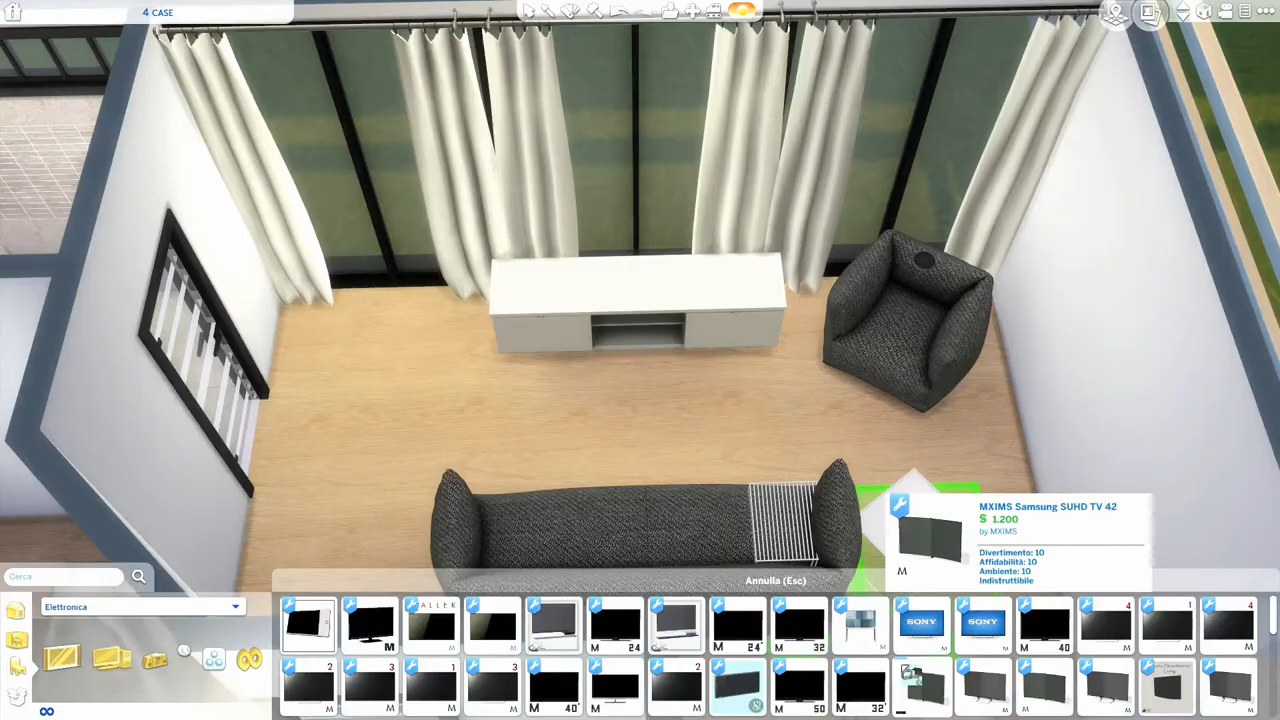 4 CASE
MXIMS Samsung SUHD TV 42
$ 1.200
by MXIMS
Divertimento: 10
Affidabilità: 10
Ambiente: 10
Indistruttibile
M
Cerca
Annulla (Esc)
Elettronica
M
ALLER
M
M
M 24
M 24'
M 32
M
SONY
M
SONY
M
M 40
4
M
1
M
4
M
2
M
3
M
1
M
3
M
M 40'
M
2
M
M 50
M 32'
M
M
M
M